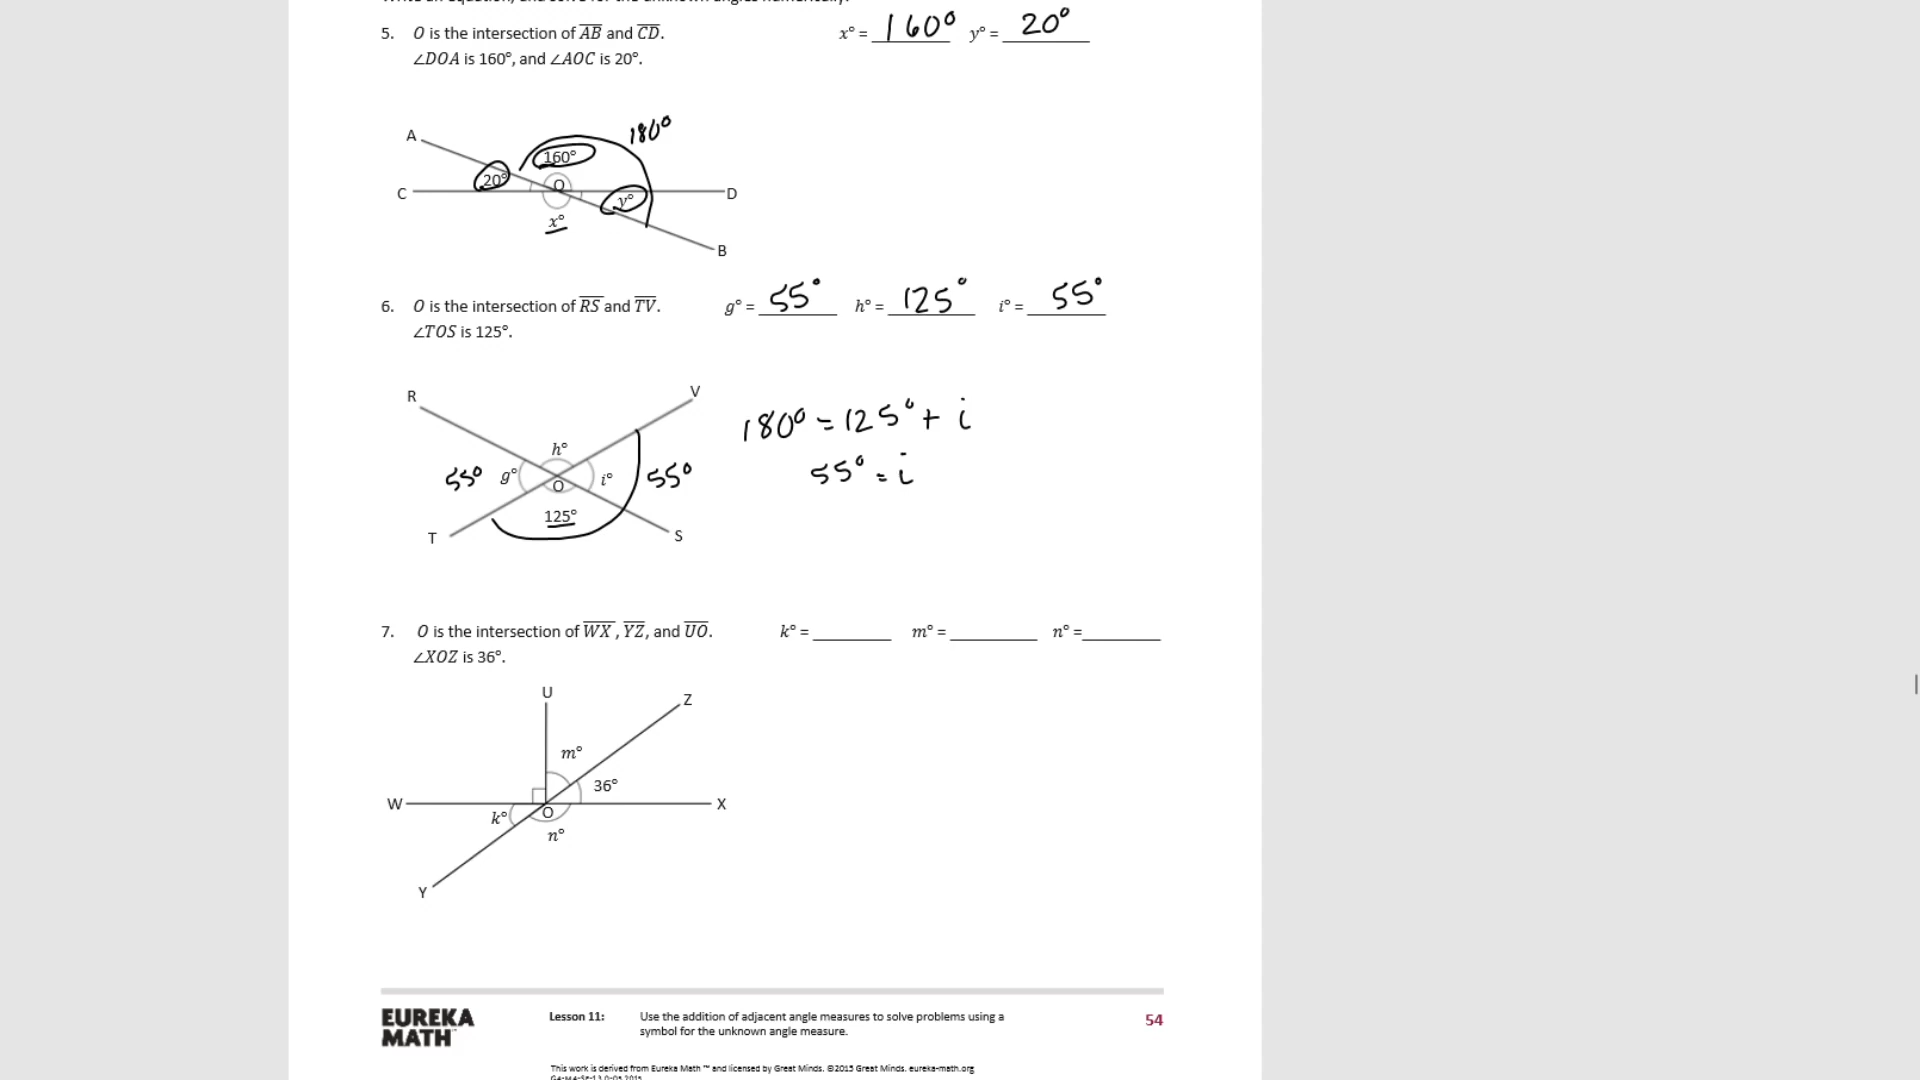 5. O is the intersection of AB and CD. x° = 160° y° = 20°
∠DOA is 160°, and ∠AOC is 20°.
180°
A
160°
20°
O
C
D
y°
x°
B
6. O is the intersection of RS and TV. g° = 55° h° = 125° i° = 55°
∠TOS is 125°.
R
V
180° = 125° + i
h°
55° g° i° 55°
O
55° = i
125°
T
S
7. O is the intersection of WX, YZ, and UO. k° = ________ m° = ________ n° = ________
∠XOZ is 36°.
U
Z
m°
36°
W
X
k°
O
n°
Y
EUREKA
MATH™
Lesson 11: Use the addition of adjacent angle measures to solve problems using a
symbol for the unknown angle measure.
54
This work is derived from Eureka Math ™ and licensed by Great Minds. ©2015 Great Minds. eureka-math.org